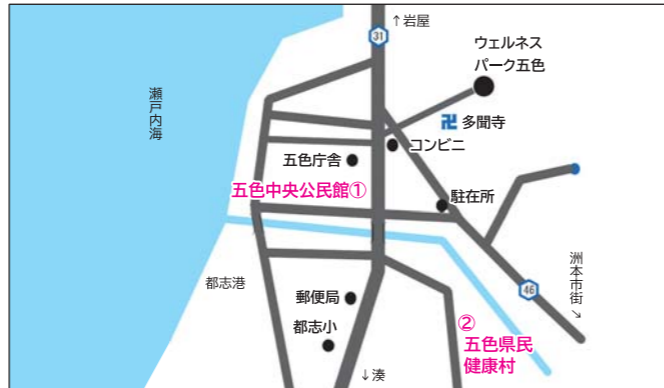 ↑岩屋
31
ウェルネス
パーク五色
瀬戸内海
卍 多聞寺
コンビニ
五色庁舎
五色中央公民館①
駐在所
洲本市街→
都志港
46
郵便局
②
五色県民
健康村
都志小
↓湊